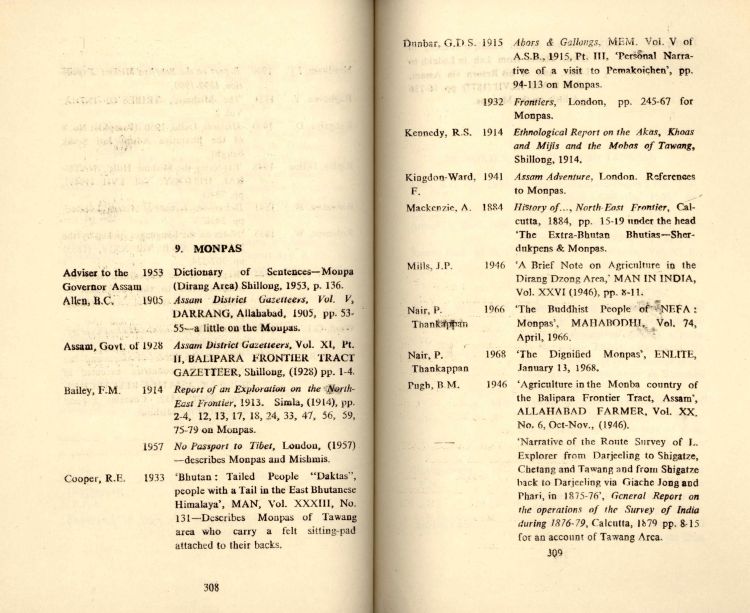 9. MONPAS
Adviser to the 1953 Dictionary of Sentences—Monpa
Governor Assam (Dirang Area) Shillong, 1953, p. 136.
Allen, B.C. 1905 Assam District Gazetteers, Vol. V,
DARRANG, Allahabad, 1905, pp. 53-
55—a little on the Monpas.
Assam, Govt. of 1928 Assam District Gazetteers, Vol. XI, Pt.
II, BALIPARA FRONTIER TRACT
GAZETTEER, Shillong, (1928) pp. 1-4.
Bailey, F.M. 1914 Report of an Exploration on the North-
East Frontier, 1913. Simla, (1914), pp.
2-4, 12, 13, 17, 18, 24, 33, 47, 56, 59,
75-79 on Monpas.
1957 No Passport to Tibet, London, (1957)
—describes Monpas and Mishmis.
Cooper, R.E. 1933 'Bhutan : Tailed People "Daktas",
people with a Tail in the East Bhutanese
Himalaya', MAN, Vol. XXXIII, No.
131—Describes Monpas of Tawang
area who carry a felt sitting-pad
attached to their backs.
308
Dunbar, G.D S. 1915 Abors & Gallongs, MEM. Vol. V of
A.S.B., 1915, Pt. III, 'Personal Narra-
tive of a visit to Pemakoichen', pp.
94-113 on Monpas.
1932 Frontiers, London, pp. 245-67 for
Monpas.
Kennedy, R.S. 1914 Ethnological Report on the Akas, Khoas
and Mijis and the Mobas of Tawang,
Shillong, 1914.
Kingdon-Ward, 1941 Assam Adventure, London. References
F. to Monpas.
Mackenzie, A. 1884 History of..., North-East Frontier, Cal-
cutta, 1884, pp. 15-19 under the head
'The Extra-Bhutan Bhutias—Sher-
dukpens & Monpas.
Mills, J.P. 1946 'A Brief Note on Agriculture in the
Dirang Dzong Area,' MAN IN INDIA,
Vol. XXVI (1946), pp. 8-11.
Nair, P. 1966 'The Buddhist People of NEFA :
Thankappan Monpas', MAHABODHI, Vol. 74,
April, 1966.
Nair, P. 1968 'The Dignified Monpas', ENLITE,
Thankappan January 13, 1968.
Pugh, B M. 1946 'Agriculture in the Monba country of
the Balipara Frontier Tract, Assam',
ALLAHABAD FARMER, Vol. XX,
No. 6, Oct-Nov., (1946).
'Narrative of the Route Survey of L.
Explorer from Darjeeling to Shigatze,
Chetang and Tawang and from Shigatze
back to Darjeeling via Giache Jong and
Phari, in 1875-76', General Report on
the operations of the Survey of India
during 1876-79, Calcutta, 1879 pp. 8-15
for an account of Tawang Area.
309